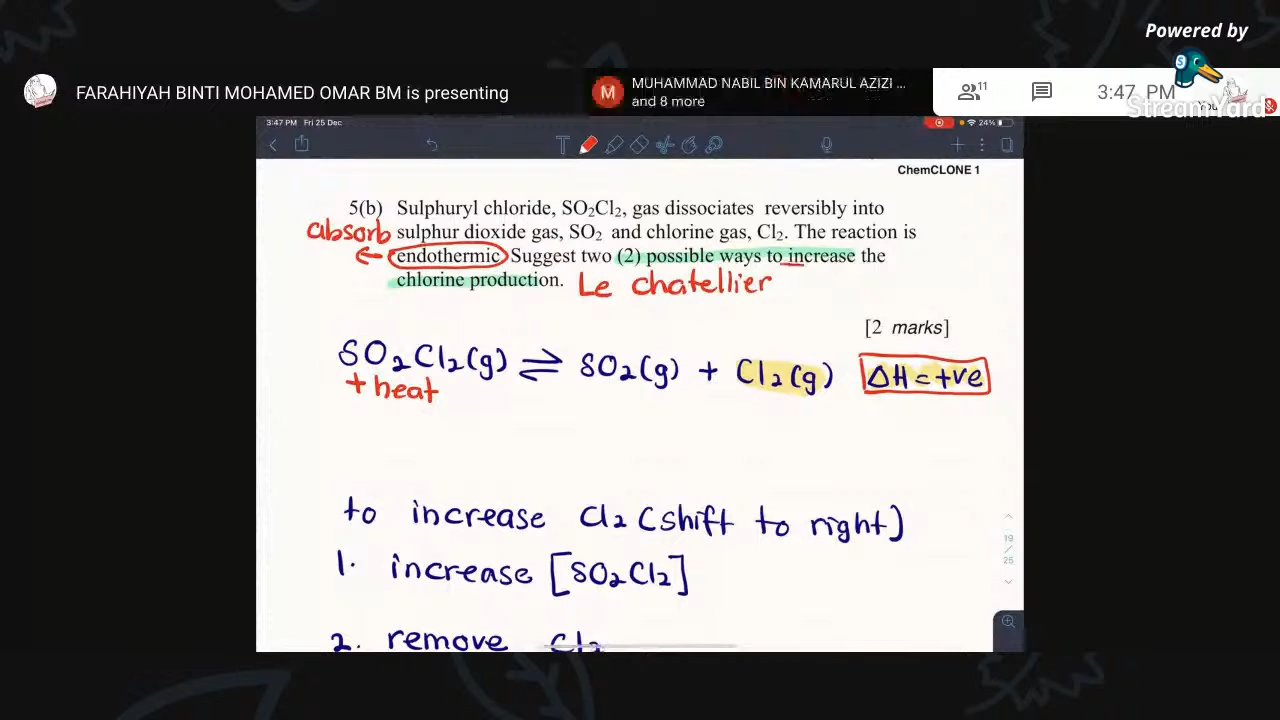 Powered by
StreamYard
FARAHIYAH BINTI MOHAMED OMAR BM is presenting
M
MUHAMMAD NABIL BIN KAMARUL AZIZI ...
and 8 more
11
3:47 PM
You
3:47 PM Fri 25 Dec
24%
ChemCLONE 1
5(b) Sulphuryl chloride, SO₂Cl₂, gas dissociates reversibly into
absorb sulphur dioxide gas, SO₂ and chlorine gas, Cl₂. The reaction is
← endothermic. Suggest two (2) possible ways to increase the
chlorine production. Le chatellier
[2 marks]
SO₂Cl₂(g) ⇌ SO₂(g) + Cl₂(g) ΔH = +ve
+ heat
to increase Cl₂ (shift to right)
1. increase [SO₂Cl₂]
2. remove Cl₂
19
/
25